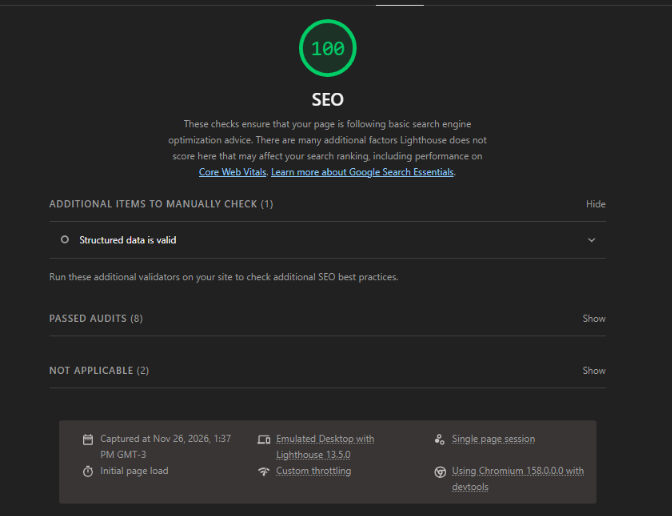 100
SEO
These checks ensure that your page is following basic search engine
optimization advice. There are many additional factors Lighthouse does not
score here that may affect your search ranking, including performance on
Core Web Vitals. Learn more about Google Search Essentials.
ADDITIONAL ITEMS TO MANUALLY CHECK (1)
Hide
Structured data is valid
Run these additional validators on your site to check additional SEO best practices.
PASSED AUDITS (8)
Show
NOT APPLICABLE (2)
Show
Captured at Nov 26, 2026, 1:37
PM GMT-3
Emulated Desktop with
Lighthouse 13.5.0
Single page session
Initial page load
Custom throttling
Using Chromium 158.0.0.0 with
devtools